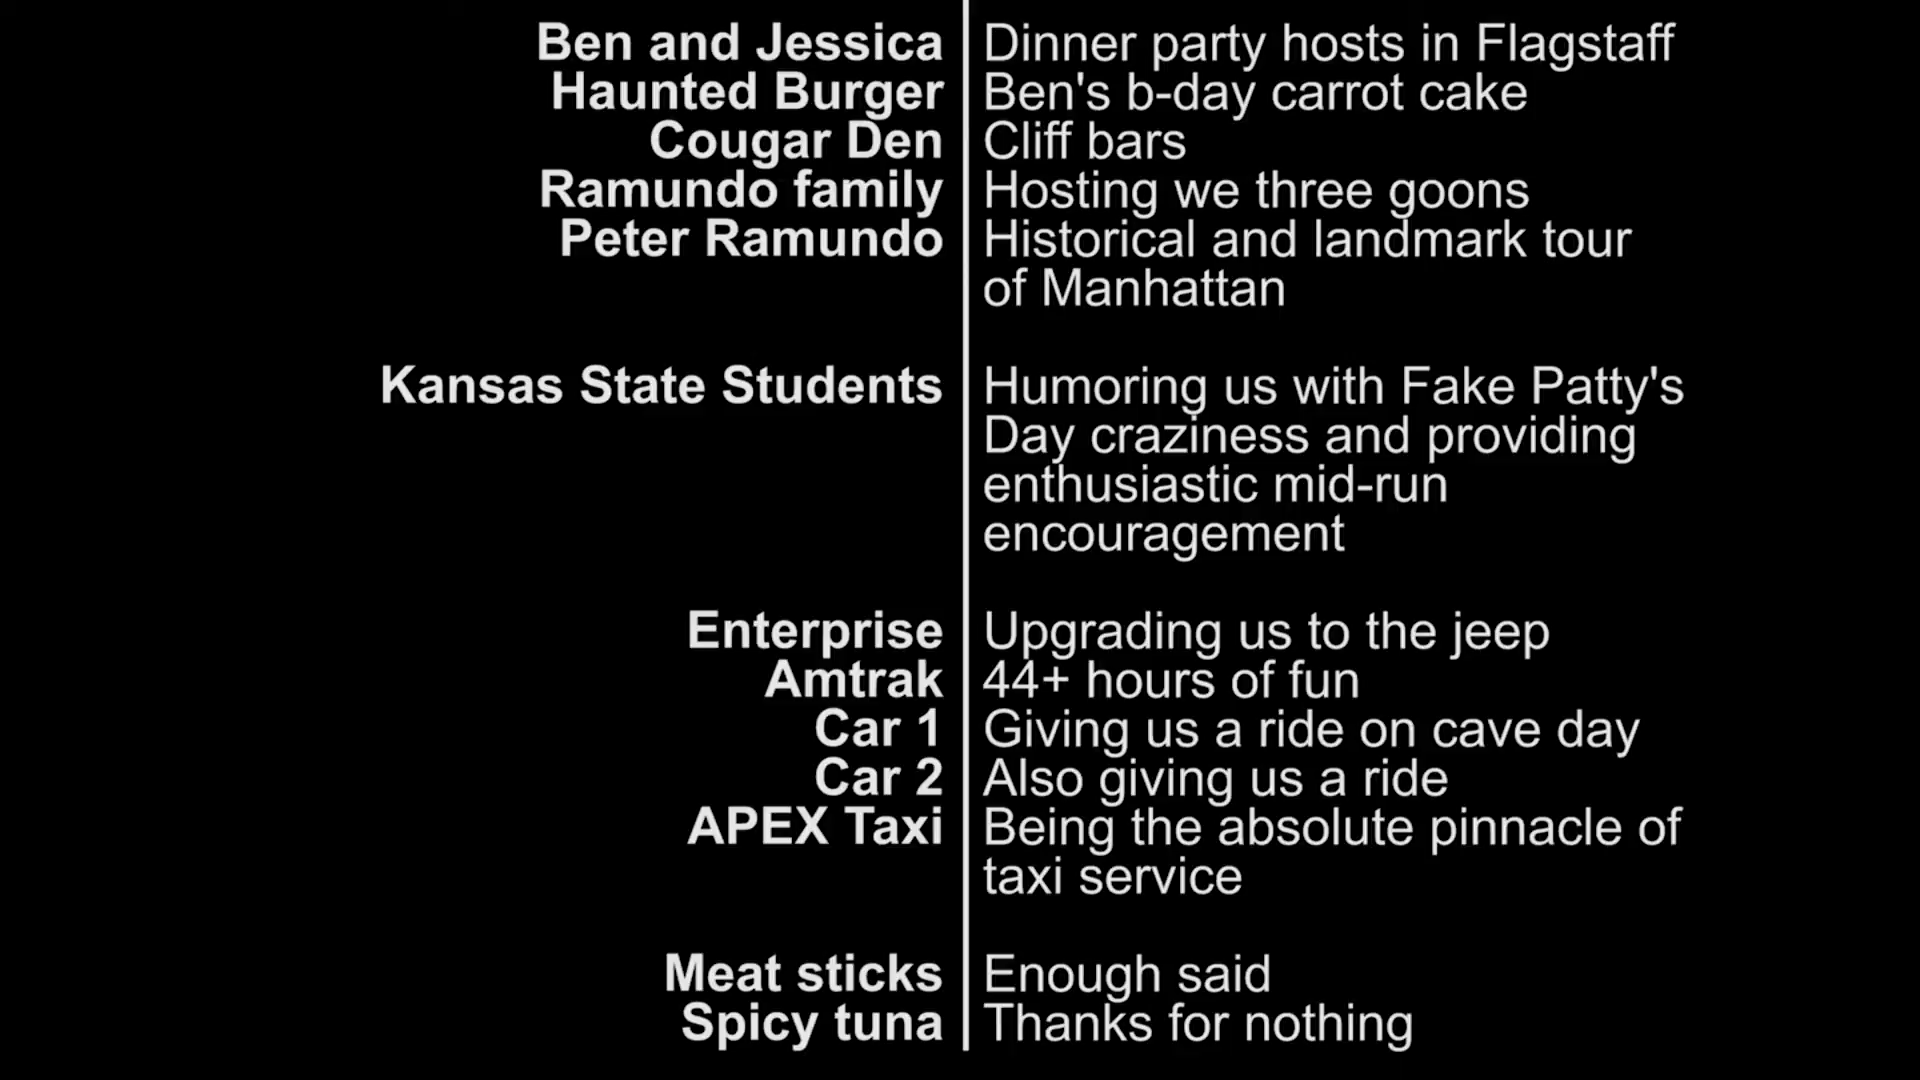 Ben and Jessica Dinner party hosts in Flagstaff
Haunted Burger Ben's b-day carrot cake
Cougar Den Cliff bars
Ramundo family Hosting we three goons
Peter Ramundo Historical and landmark tour
of Manhattan
Kansas State Students Humoring us with Fake Patty's
Day craziness and providing
enthusiastic mid-run
encouragement
Enterprise Upgrading us to the jeep
Amtrak 44+ hours of fun
Car 1 Giving us a ride on cave day
Car 2 Also giving us a ride
APEX Taxi Being the absolute pinnacle of
taxi service
Meat sticks Enough said
Spicy tuna Thanks for nothing